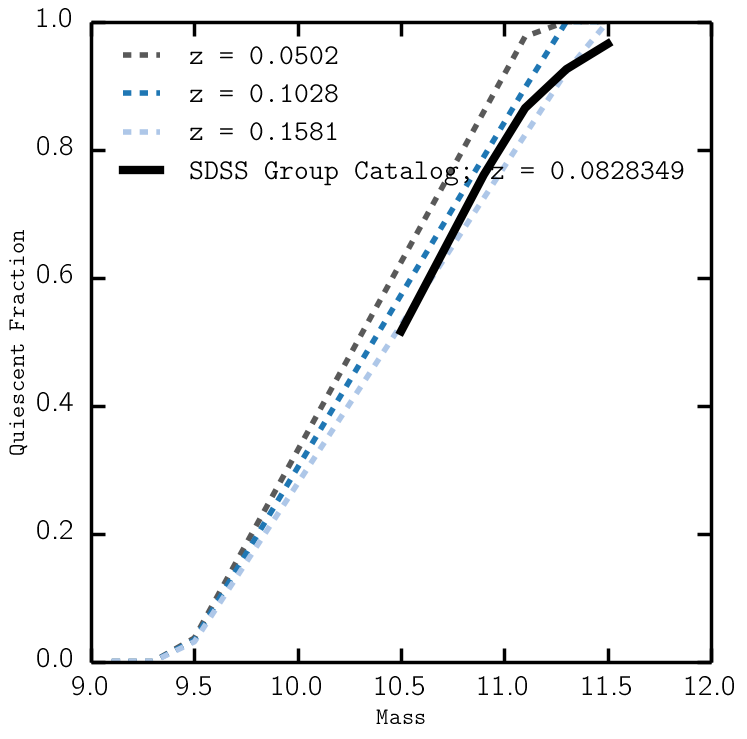 1.0
z = 0.0502
z = 0.1028
z = 0.1581
0.8
SDSS Group Catalog; z = 0.0828349
0.6
Quiescent Fraction
0.4
0.2
0.0
9.0 9.5 10.0 10.5 11.0 11.5 12.0
Mass